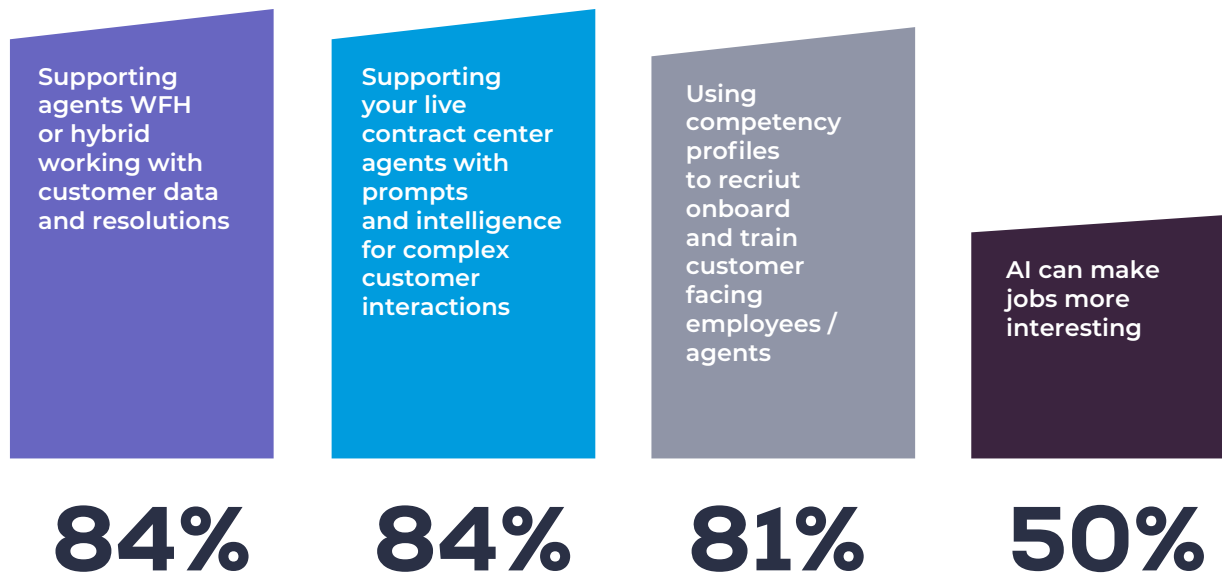 Supporting
agents WFH
or hybrid
working with
customer data
and resolutions
84%
Supporting
your live
contract center
agents with
prompts
and intelligence
for complex
customer
interactions
84%
Using
competency
profiles
to recriut
onboard
and train
customer
facing
employees /
agents
81%
AI can make
jobs more
interesting
50%